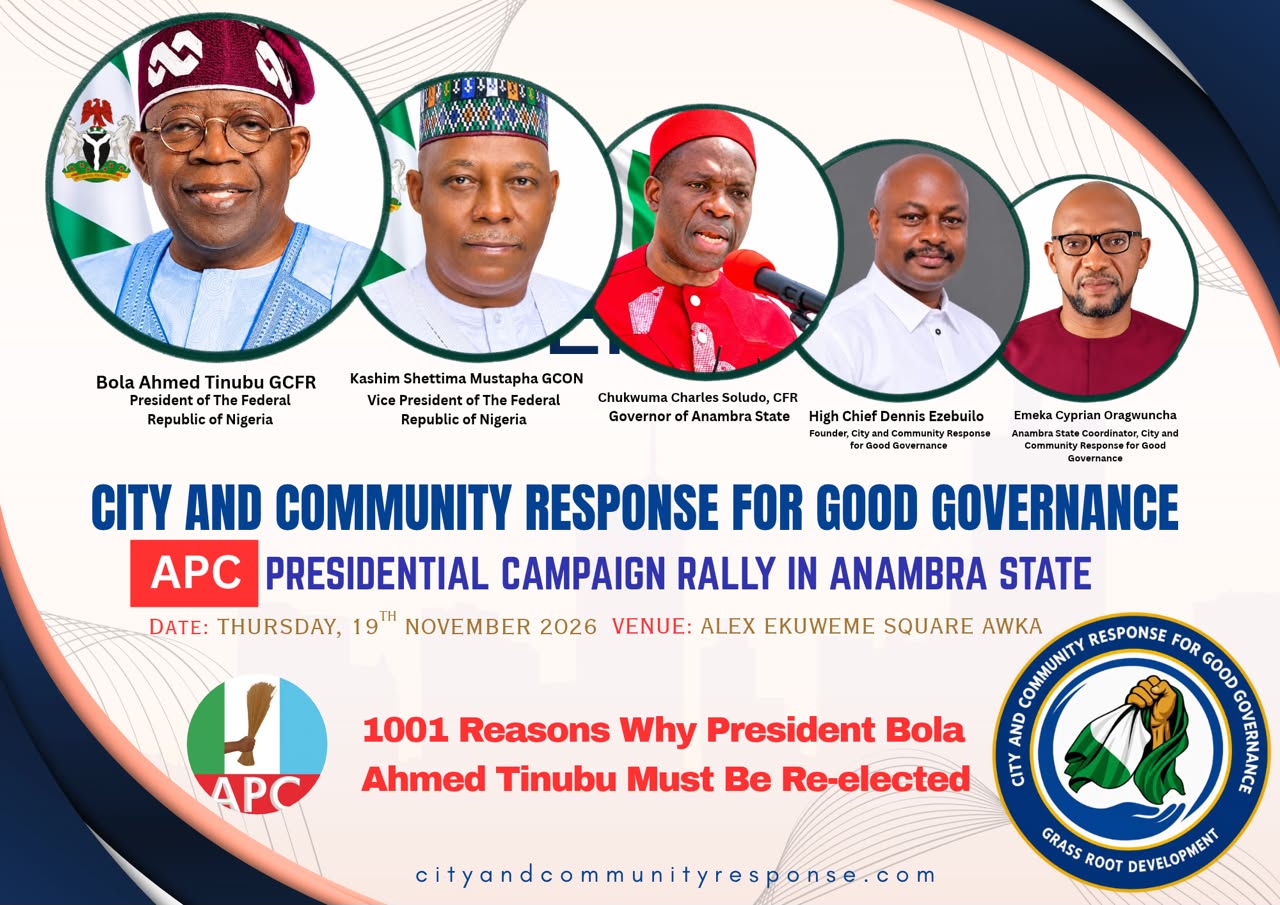 Bola Ahmed Tinubu GCFR
President of The Federal
Republic of Nigeria
Kashim Shettima Mustapha GCON
Vice President of The Federal
Republic of Nigeria
Chukwuma Charles Soludo, CFR
Governor of Anambra State
High Chief Dennis Ezebuilo
Founder, City and Community Response
for Good Governance
Emeka Cyprian Oragwuncha
Anambra State Coordinator, City and
Community Response for Good
Governance
CITY AND COMMUNITY RESPONSE FOR GOOD GOVERNANCE
APC PRESIDENTIAL CAMPAIGN RALLY IN ANAMBRA STATE
DATE: THURSDAY, 19TH NOVEMBER 2026 VENUE: ALEX EKUWEME SQUARE AWKA
APC
1001 Reasons Why President Bola
Ahmed Tinubu Must Be Re-elected
CITY AND COMMUNITY RESPONSE FOR GOOD GOVERNANCE
GRASS ROOT DEVELOPMENT
cityandcommunityresponse.com